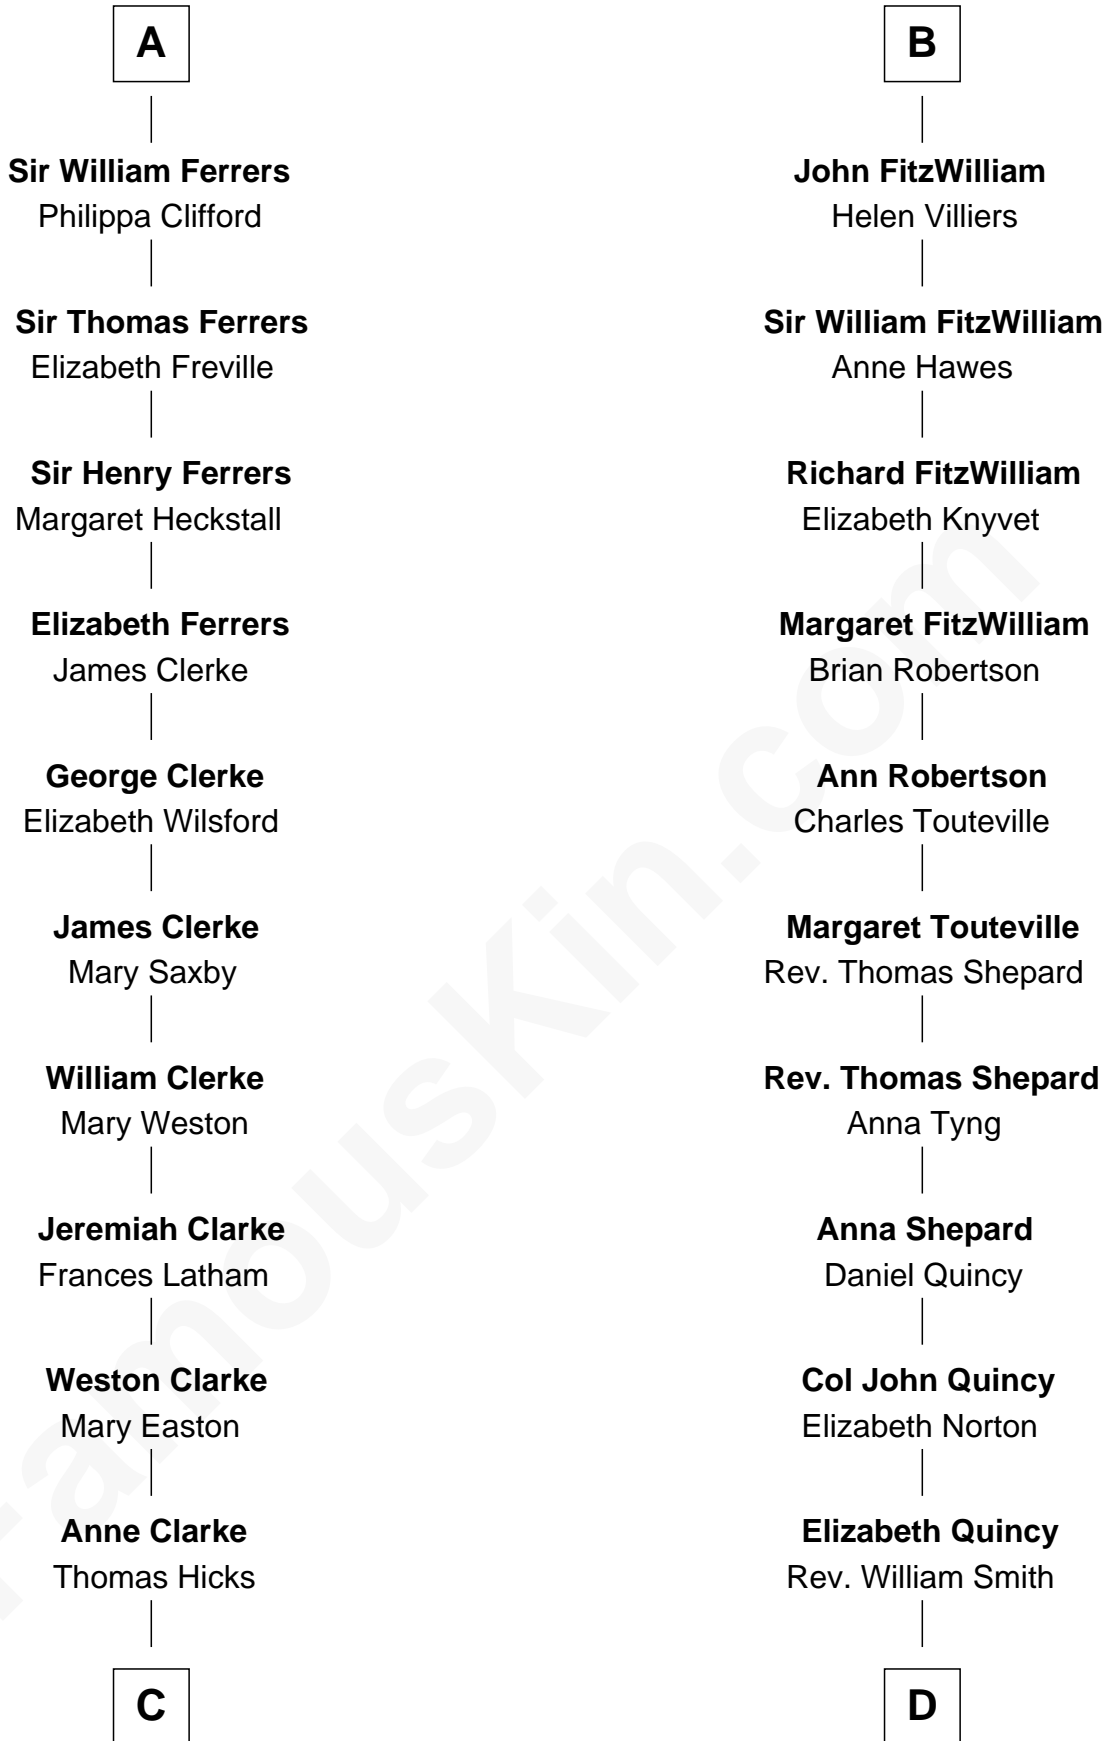 A
Sir William Ferrers
Philippa Clifford
Sir Thomas Ferrers
Elizabeth Freville
Sir Henry Ferrers
Margaret Heckstall
Elizabeth Ferrers
James Clerke
George Clerke
Elizabeth Wilsford
James Clerke
Mary Saxby
William Clerke
Mary Weston
Jeremiah Clarke
Frances Latham
Weston Clarke
Mary Easton
Anne Clarke
Thomas Hicks
C
B
John FitzWilliam
Helen Villiers
Sir William FitzWilliam
Anne Hawes
Richard FitzWilliam
Elizabeth Knyvet
Margaret FitzWilliam
Brian Robertson
Ann Robertson
Charles Touteville
Margaret Touteville
Rev. Thomas Shepard
Rev. Thomas Shepard
Anna Tyng
Anna Shepard
Daniel Quincy
Col John Quincy
Elizabeth Norton
Elizabeth Quincy
Rev. William Smith
D
FamousKin.com